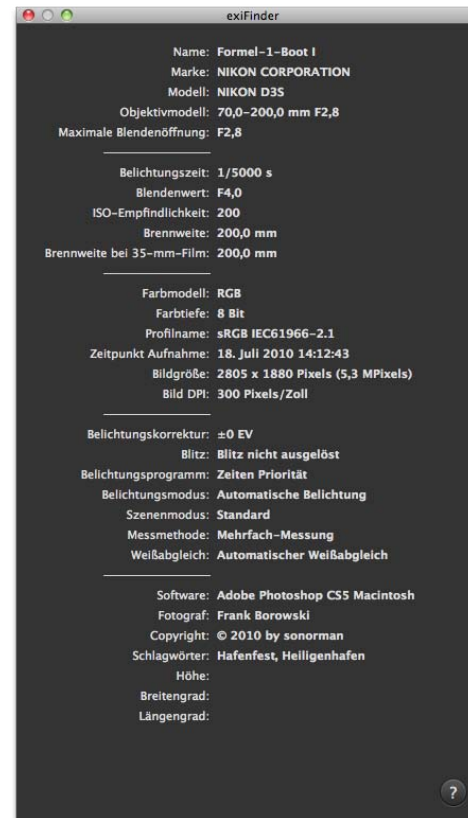 exiFinder
Name: Formel-1-Boot I
Marke: NIKON CORPORATION
Modell: NIKON D3S
Objektivmodell: 70,0-200,0 mm F2,8
Maximale Blendenöffnung: F2,8
Belichtungszeit: 1/5000 s
Blendenwert: F4,0
ISO-Empfindlichkeit: 200
Brennweite: 200,0 mm
Brennweite bei 35-mm-Film: 200,0 mm
Farbmodell: RGB
Farbtiefe: 8 Bit
Profilname: sRGB IEC61966-2.1
Zeitpunkt Aufnahme: 18. Juli 2010 14:12:43
Bildgröße: 2805 x 1880 Pixels (5,3 MPixels)
Bild DPI: 300 Pixels/Zoll
Belichtungskorrektur: ±0 EV
Blitz: Blitz nicht ausgelöst
Belichtungsprogramm: Zeiten Priorität
Belichtungsmodus: Automatische Belichtung
Szenenmodus: Standard
Messmethode: Mehrfach-Messung
Weißabgleich: Automatischer Weißabgleich
Software: Adobe Photoshop CS5 Macintosh
Fotograf: Frank Borowski
Copyright: © 2010 by sonorman
Schlagwörter: Hafenfest, Heiligenhafen
Höhe:
Breitengrad:
Längengrad:
?